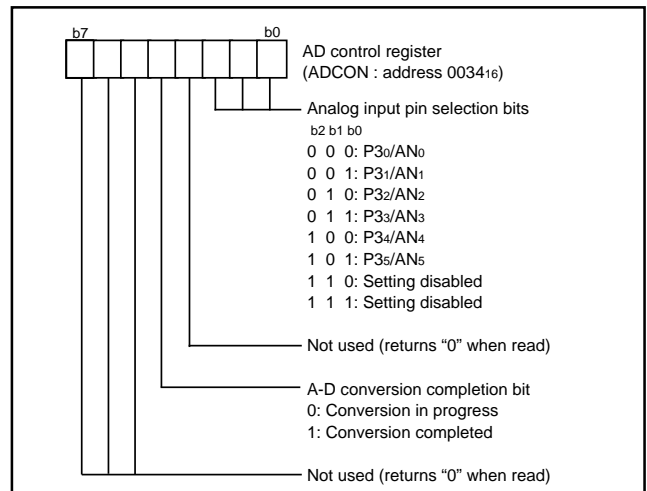 b7 b0
AD control register
(ADCON : address 0034₁₆)
Analog input pin selection bits
b2 b1 b0
0 0 0: P3₀/AN₀
0 0 1: P3₁/AN₁
0 1 0: P3₂/AN₂
0 1 1: P3₃/AN₃
1 0 0: P3₄/AN₄
1 0 1: P3₅/AN₅
1 1 0: Setting disabled
1 1 1: Setting disabled
Not used (returns “0” when read)
A-D conversion completion bit
0: Conversion in progress
1: Conversion completed
Not used (returns “0” when read)